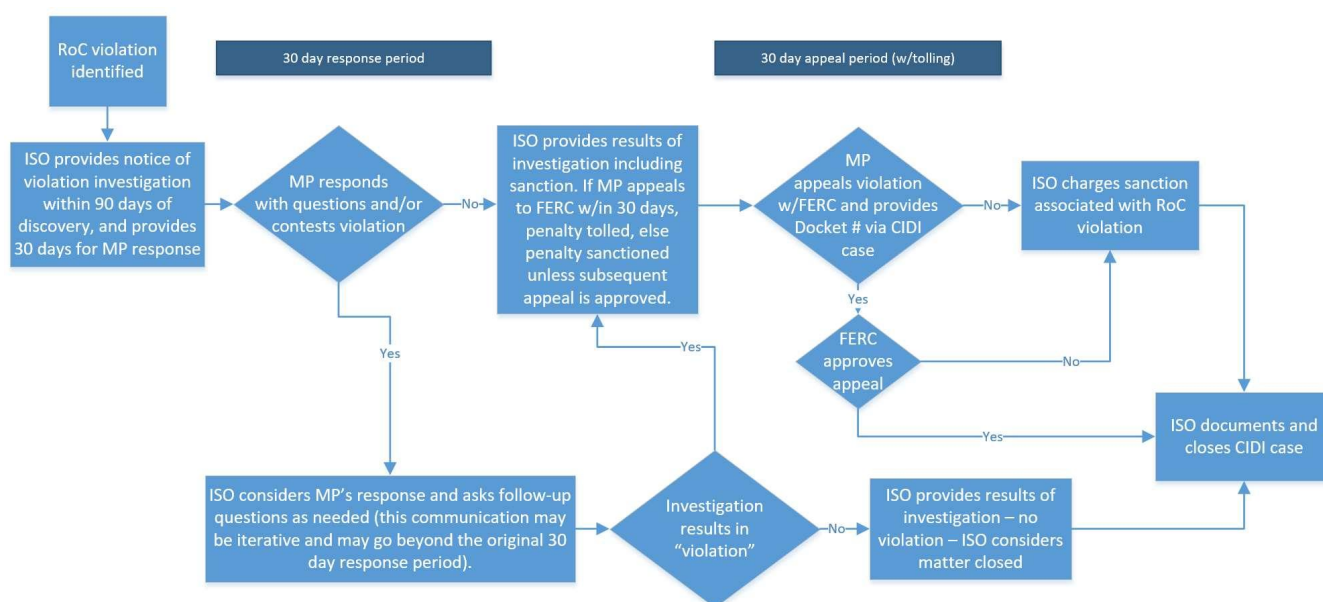 RoC violation
identified
30 day response period
30 day appeal period (w/tolling)
ISO provides notice of
violation investigation
within 90 days of
discovery, and provides
30 days for MP response
MP responds
with questions and/or
contests violation
No
ISO provides results of
investigation including
sanction. If MP appeals
to FERC w/in 30 days,
penalty tolled, else
penalty sanctioned
unless subsequent
appeal is approved.
MP
appeals violation
w/FERC and provides
Docket # via CIDI
case
No
ISO charges sanction
associated with RoC
violation
Yes
FERC
approves
appeal
No
Yes
Yes
Yes
ISO documents and
closes CIDI case
ISO considers MP’s response and asks follow-up
questions as needed (this communication may
be iterative and may go beyond the original 30
day response period).
Investigation
results in
“violation”
No
ISO provides results of
investigation – no
violation – ISO considers
matter closed